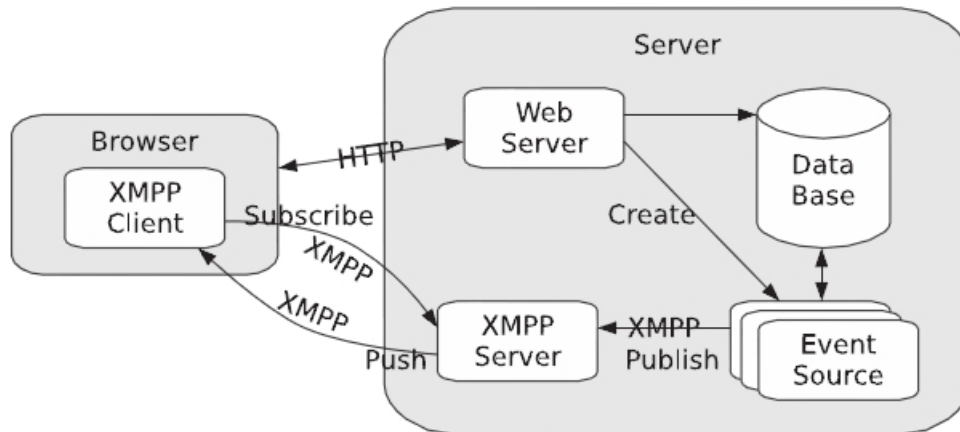 Server
Browser
XMPP
Client
HTTP
Web
Server
Data
Base
Subscribe
XMPP
Create
XMPP
Push
XMPP
Server
XMPP
Publish
Event
Source